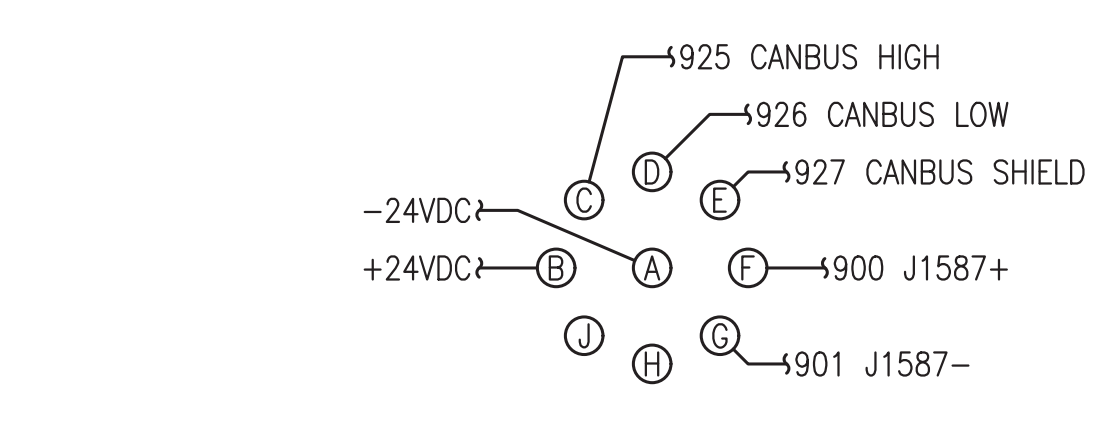 925 CANBUS HIGH
926 CANBUS LOW
D
927 CANBUS SHIELD
C
E
-24VDC
+24VDC
B
A
F
900 J1587+
J
G
H
901 J1587-